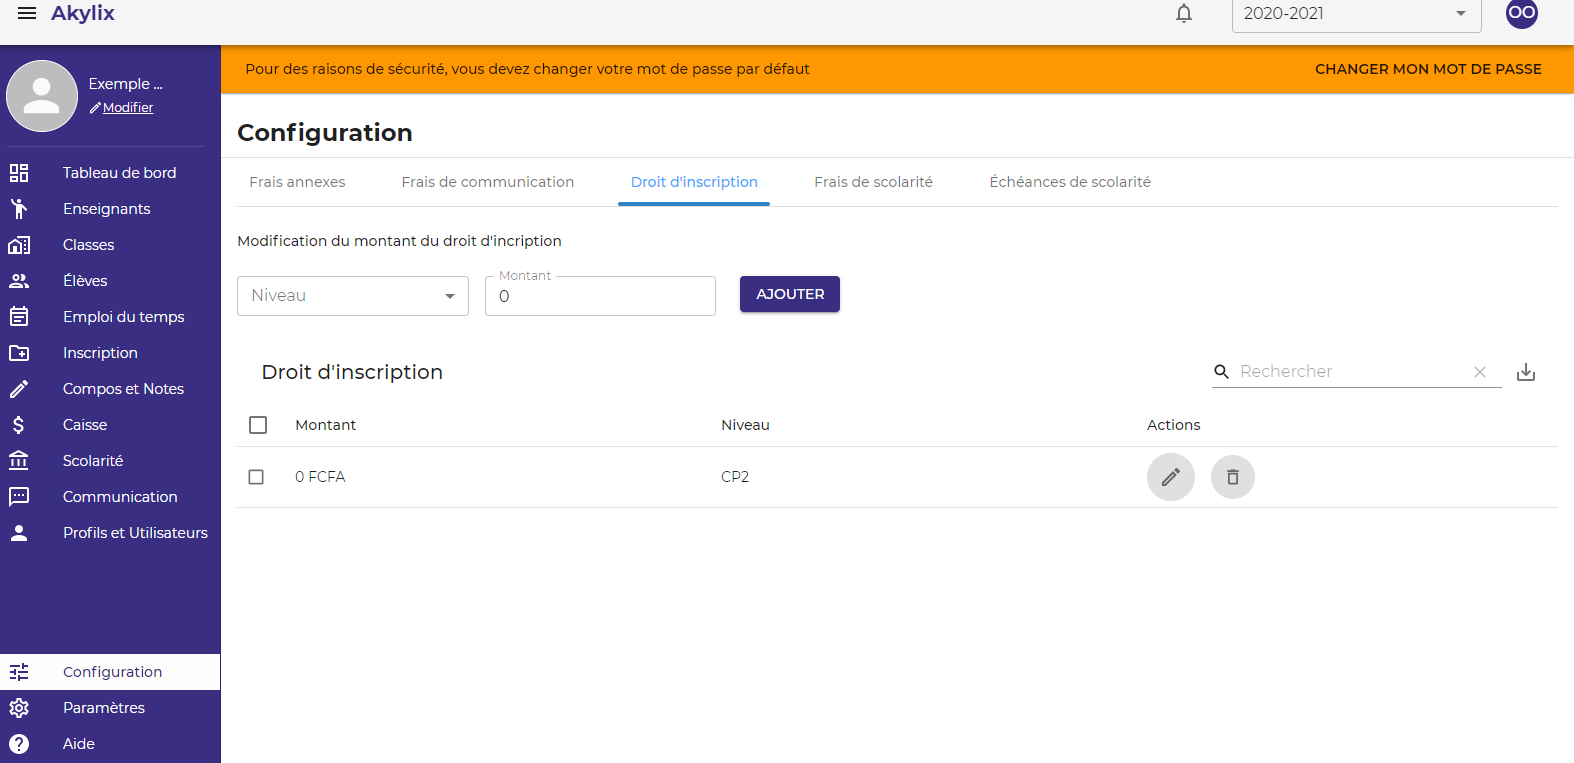 Akylix
2020-2021
OO
Exemple ...
Modifier
Pour des raisons de sécurité, vous devez changer votre mot de passe par défaut
CHANGER MON MOT DE PASSE
Tableau de bord
Enseignants
Classes
Élèves
Emploi du temps
Inscription
Compos et Notes
Caisse
Scolarité
Communication
Profils et Utilisateurs
Configuration
Paramètres
Aide
Configuration
Frais annexes
Frais de communication
Droit d'inscription
Frais de scolarité
Échéances de scolarité
Modification du montant du droit d'incription
Niveau
Montant
0
AJOUTER
Droit d'inscription
Rechercher
Montant
Niveau
Actions
0 FCFA
CP2